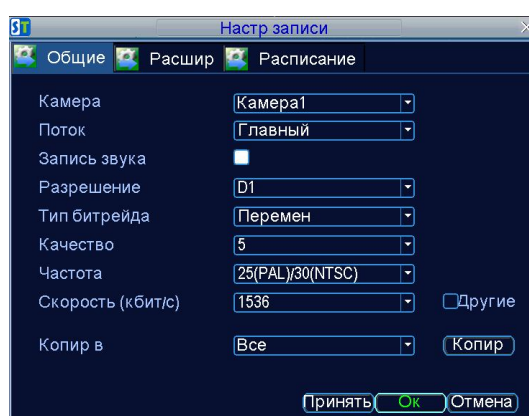 ST Настр записи
Общие Расшир Расписание
Камера Камера1
Поток Главный
Запись звука
Разрешение D1
Тип битрейда Перемен
Качество 5
Частота 25(PAL)/30(NTSC)
Скорость (кбит/с) 1536 Другие
Копир в Все Копир
Принять Ок Отмена